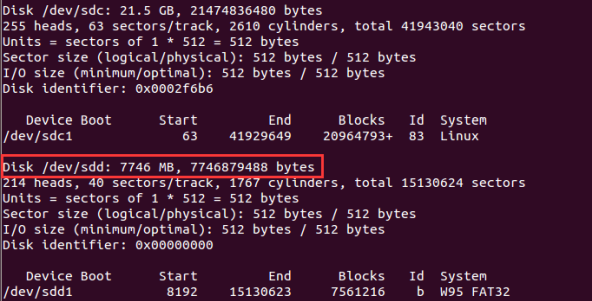 Disk /dev/sdc: 21.5 GB, 21474836480 bytes
255 heads, 63 sectors/track, 2610 cylinders, total 41943040 sectors
Units = sectors of 1 * 512 = 512 bytes
Sector size (logical/physical): 512 bytes / 512 bytes
I/O size (minimum/optimal): 512 bytes / 512 bytes
Disk identifier: 0x0002f6b6
Device Boot Start End Blocks Id System
/dev/sdc1 63 41929649 20964793+ 83 Linux
Disk /dev/sdd: 7746 MB, 7746879488 bytes
214 heads, 40 sectors/track, 1767 cylinders, total 15130624 sectors
Units = sectors of 1 * 512 = 512 bytes
Sector size (logical/physical): 512 bytes / 512 bytes
I/O size (minimum/optimal): 512 bytes / 512 bytes
Disk identifier: 0x00000000
Device Boot Start End Blocks Id System
/dev/sdd1 8192 15130623 7561216 b W95 FAT32